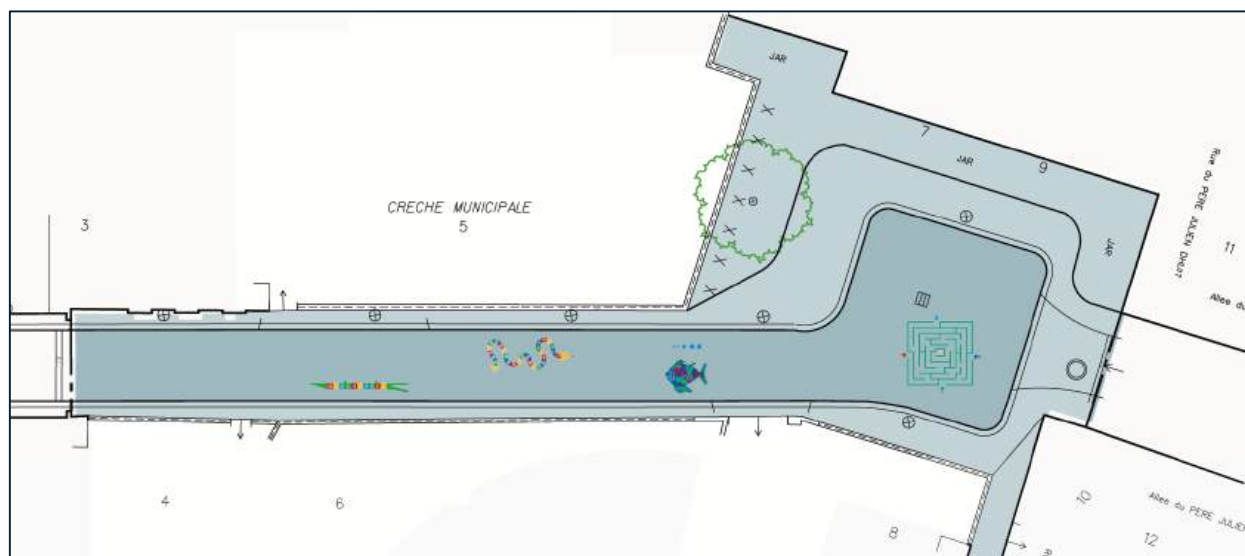 JAR
7
JAR
9
JAR
Rue du PERE JULIEN DHUIT
11
Allee du
CRECHE MUNICIPALE
5
3
4
6
8
10
Allee du PERE JULIEN
12